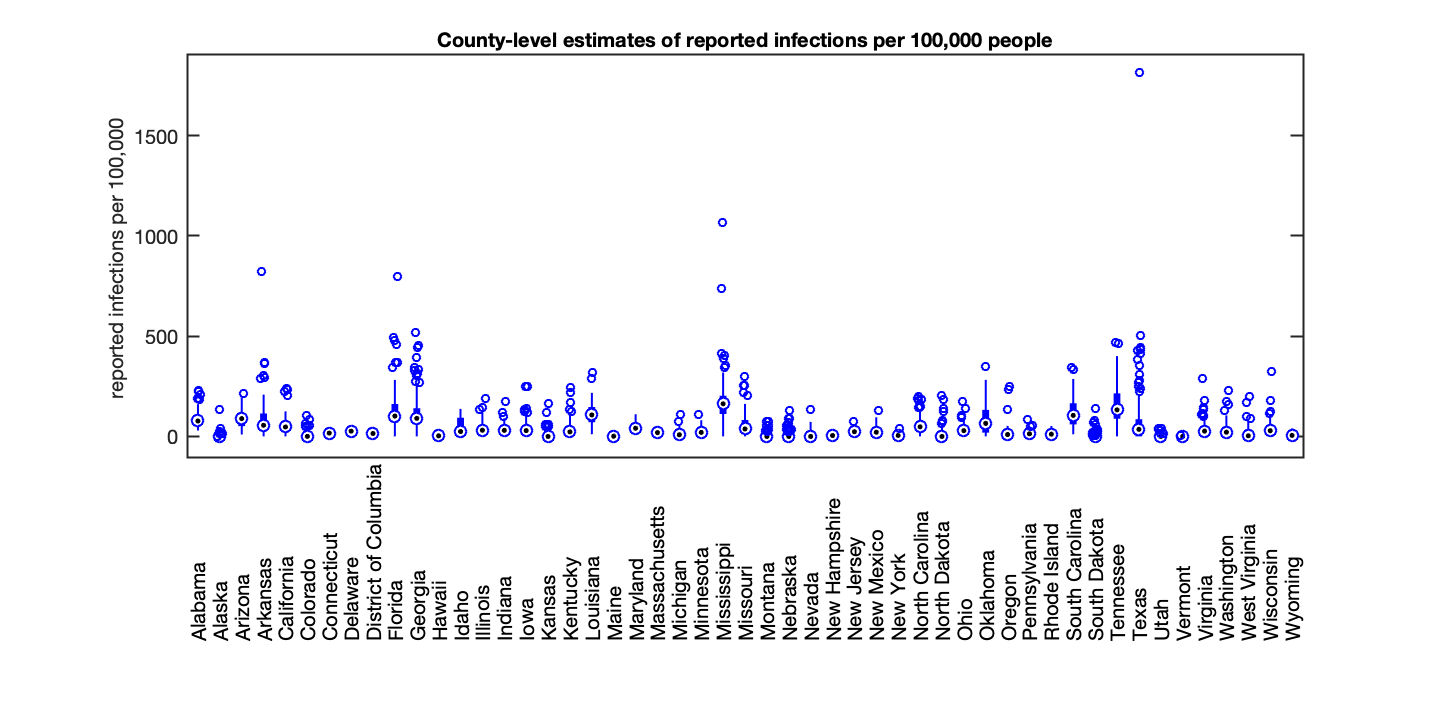 County-level estimates of reported infections per 100,000 people
reported infections per 100,000
1500
1000
500
0
Alabama
Alaska
Arizona
Arkansas
California
Colorado
Connecticut
Delaware
District of Columbia
Florida
Georgia
Hawaii
Idaho
Illinois
Indiana
Iowa
Kansas
Kentucky
Louisiana
Maine
Maryland
Massachusetts
Michigan
Minnesota
Mississippi
Missouri
Montana
Nebraska
Nevada
New Hampshire
New Jersey
New Mexico
New York
North Carolina
North Dakota
Ohio
Oklahoma
Oregon
Pennsylvania
Rhode Island
South Carolina
South Dakota
Tennessee
Texas
Utah
Vermont
Virginia
Washington
West Virginia
Wisconsin
Wyoming